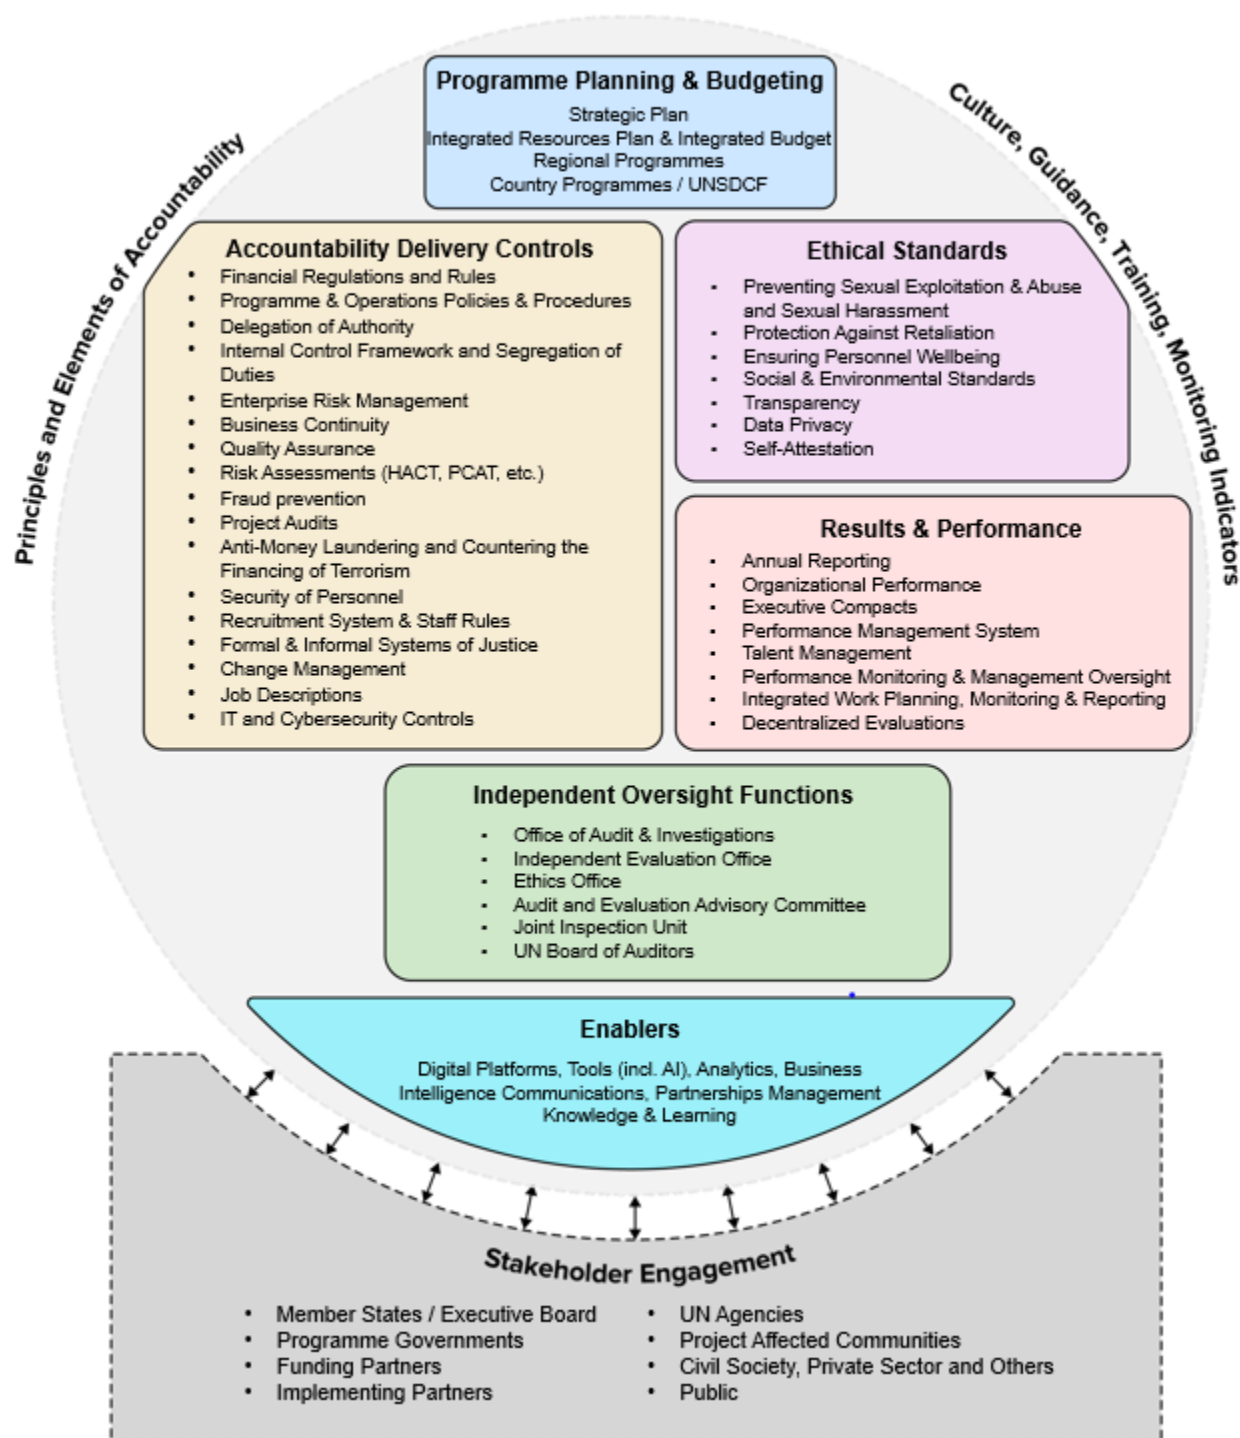 Programme Planning & Budgeting
Strategic Plan
Integrated Resources Plan & Integrated Budget
Regional Programmes
Country Programmes / UNSDCF
Principles and Elements of Accountability
Culture, Guidance, Training, Monitoring Indicators
Accountability Delivery Controls
• Financial Regulations and Rules
• Programme & Operations Policies & Procedures
• Delegation of Authority
• Internal Control Framework and Segregation of
Duties
• Enterprise Risk Management
• Business Continuity
• Quality Assurance
• Risk Assessments (HACT, PCAT, etc.)
• Fraud prevention
• Project Audits
• Anti-Money Laundering and Countering the
Financing of Terrorism
• Security of Personnel
• Recruitment System & Staff Rules
• Formal & Informal Systems of Justice
• Change Management
• Job Descriptions
• IT and Cybersecurity Controls
Ethical Standards
▪ Preventing Sexual Exploitation & Abuse
and Sexual Harassment
▪ Protection Against Retaliation
▪ Ensuring Personnel Wellbeing
▪ Social & Environmental Standards
▪ Transparency
▪ Data Privacy
▪ Self-Attestation
Results & Performance
▪ Annual Reporting
▪ Organizational Performance
▪ Executive Compacts
▪ Performance Management System
▪ Talent Management
▪ Performance Monitoring & Management Oversight
▪ Integrated Work Planning, Monitoring & Reporting
▪ Decentralized Evaluations
Independent Oversight Functions
▪ Office of Audit & Investigations
▪ Independent Evaluation Office
▪ Ethics Office
▪ Audit and Evaluation Advisory Committee
▪ Joint Inspection Unit
▪ UN Board of Auditors
Enablers
Digital Platforms, Tools (incl. AI), Analytics, Business
Intelligence Communications, Partnerships Management
Knowledge & Learning
Stakeholder Engagement
• Member States / Executive Board
• Programme Governments
• Funding Partners
• Implementing Partners
• UN Agencies
• Project Affected Communities
• Civil Society, Private Sector and Others
• Public